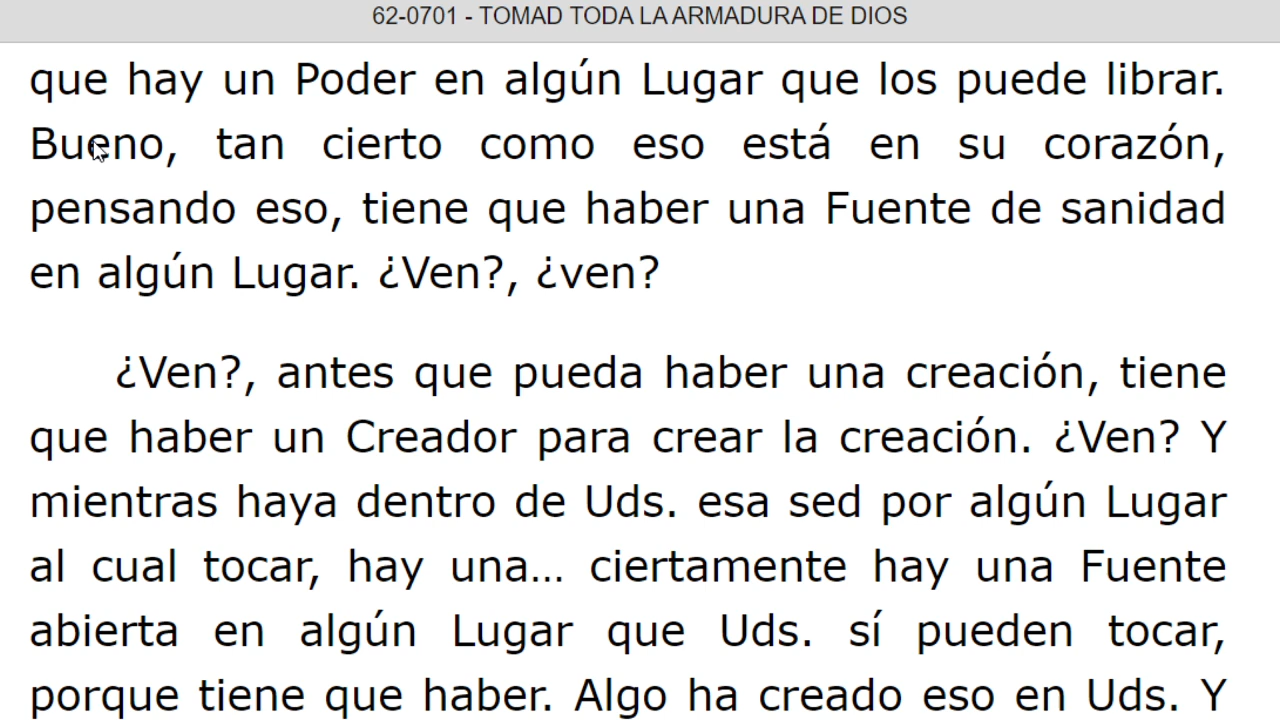 62-0701 - TOMAD TODA LA ARMADURA DE DIOS
que hay un Poder en algún Lugar que los puede librar.
Bueno, tan cierto como eso está en su corazón,
pensando eso, tiene que haber una Fuente de sanidad
en algún Lugar. ¿Ven?, ¿ven?
¿Ven?, antes que pueda haber una creación, tiene
que haber un Creador para crear la creación. ¿Ven? Y
mientras haya dentro de Uds. esa sed por algún Lugar
al cual tocar, hay una… ciertamente hay una Fuente
abierta en algún Lugar que Uds. sí pueden tocar,
porque tiene que haber. Algo ha creado eso en Uds. Y